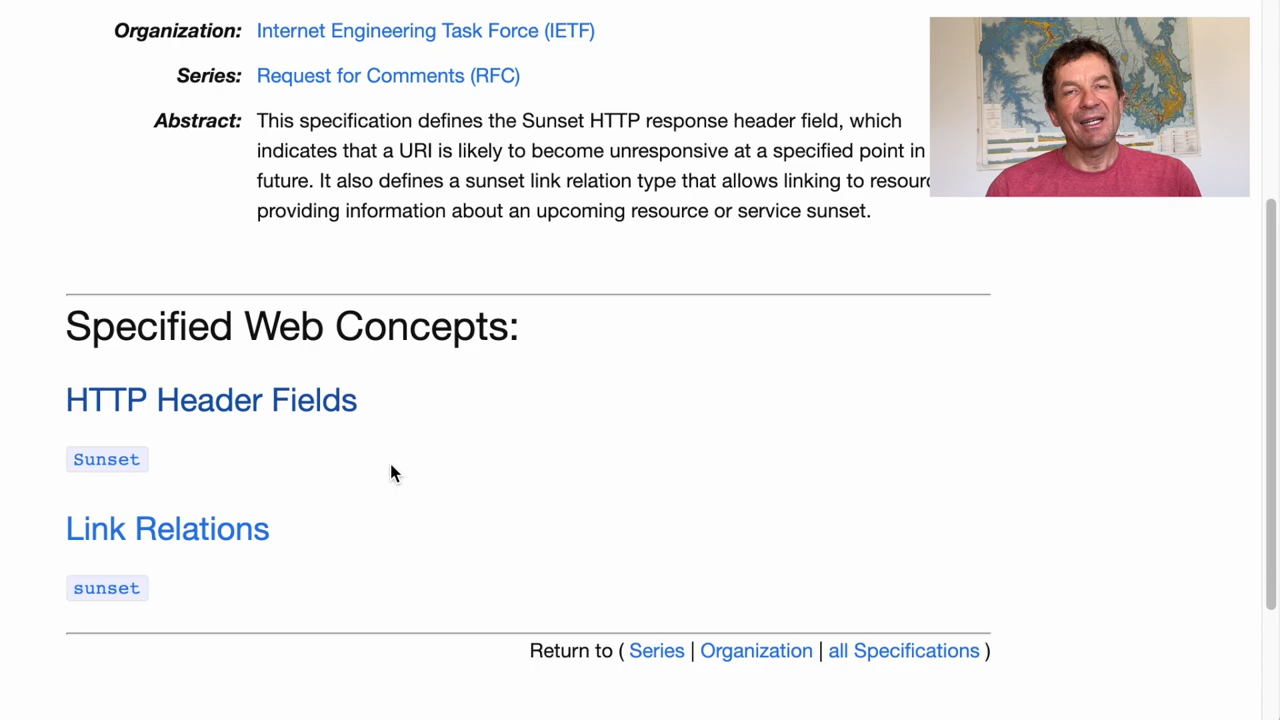 Organization: Internet Engineering Task Force (IETF)
Series: Request for Comments (RFC)
Abstract: This specification defines the Sunset HTTP response header field, which
indicates that a URI is likely to become unresponsive at a specified point in
future. It also defines a sunset link relation type that allows linking to resourc
providing information about an upcoming resource or service sunset.
Specified Web Concepts:
HTTP Header Fields
Sunset
Link Relations
sunset
Return to ( Series | Organization | all Specifications )